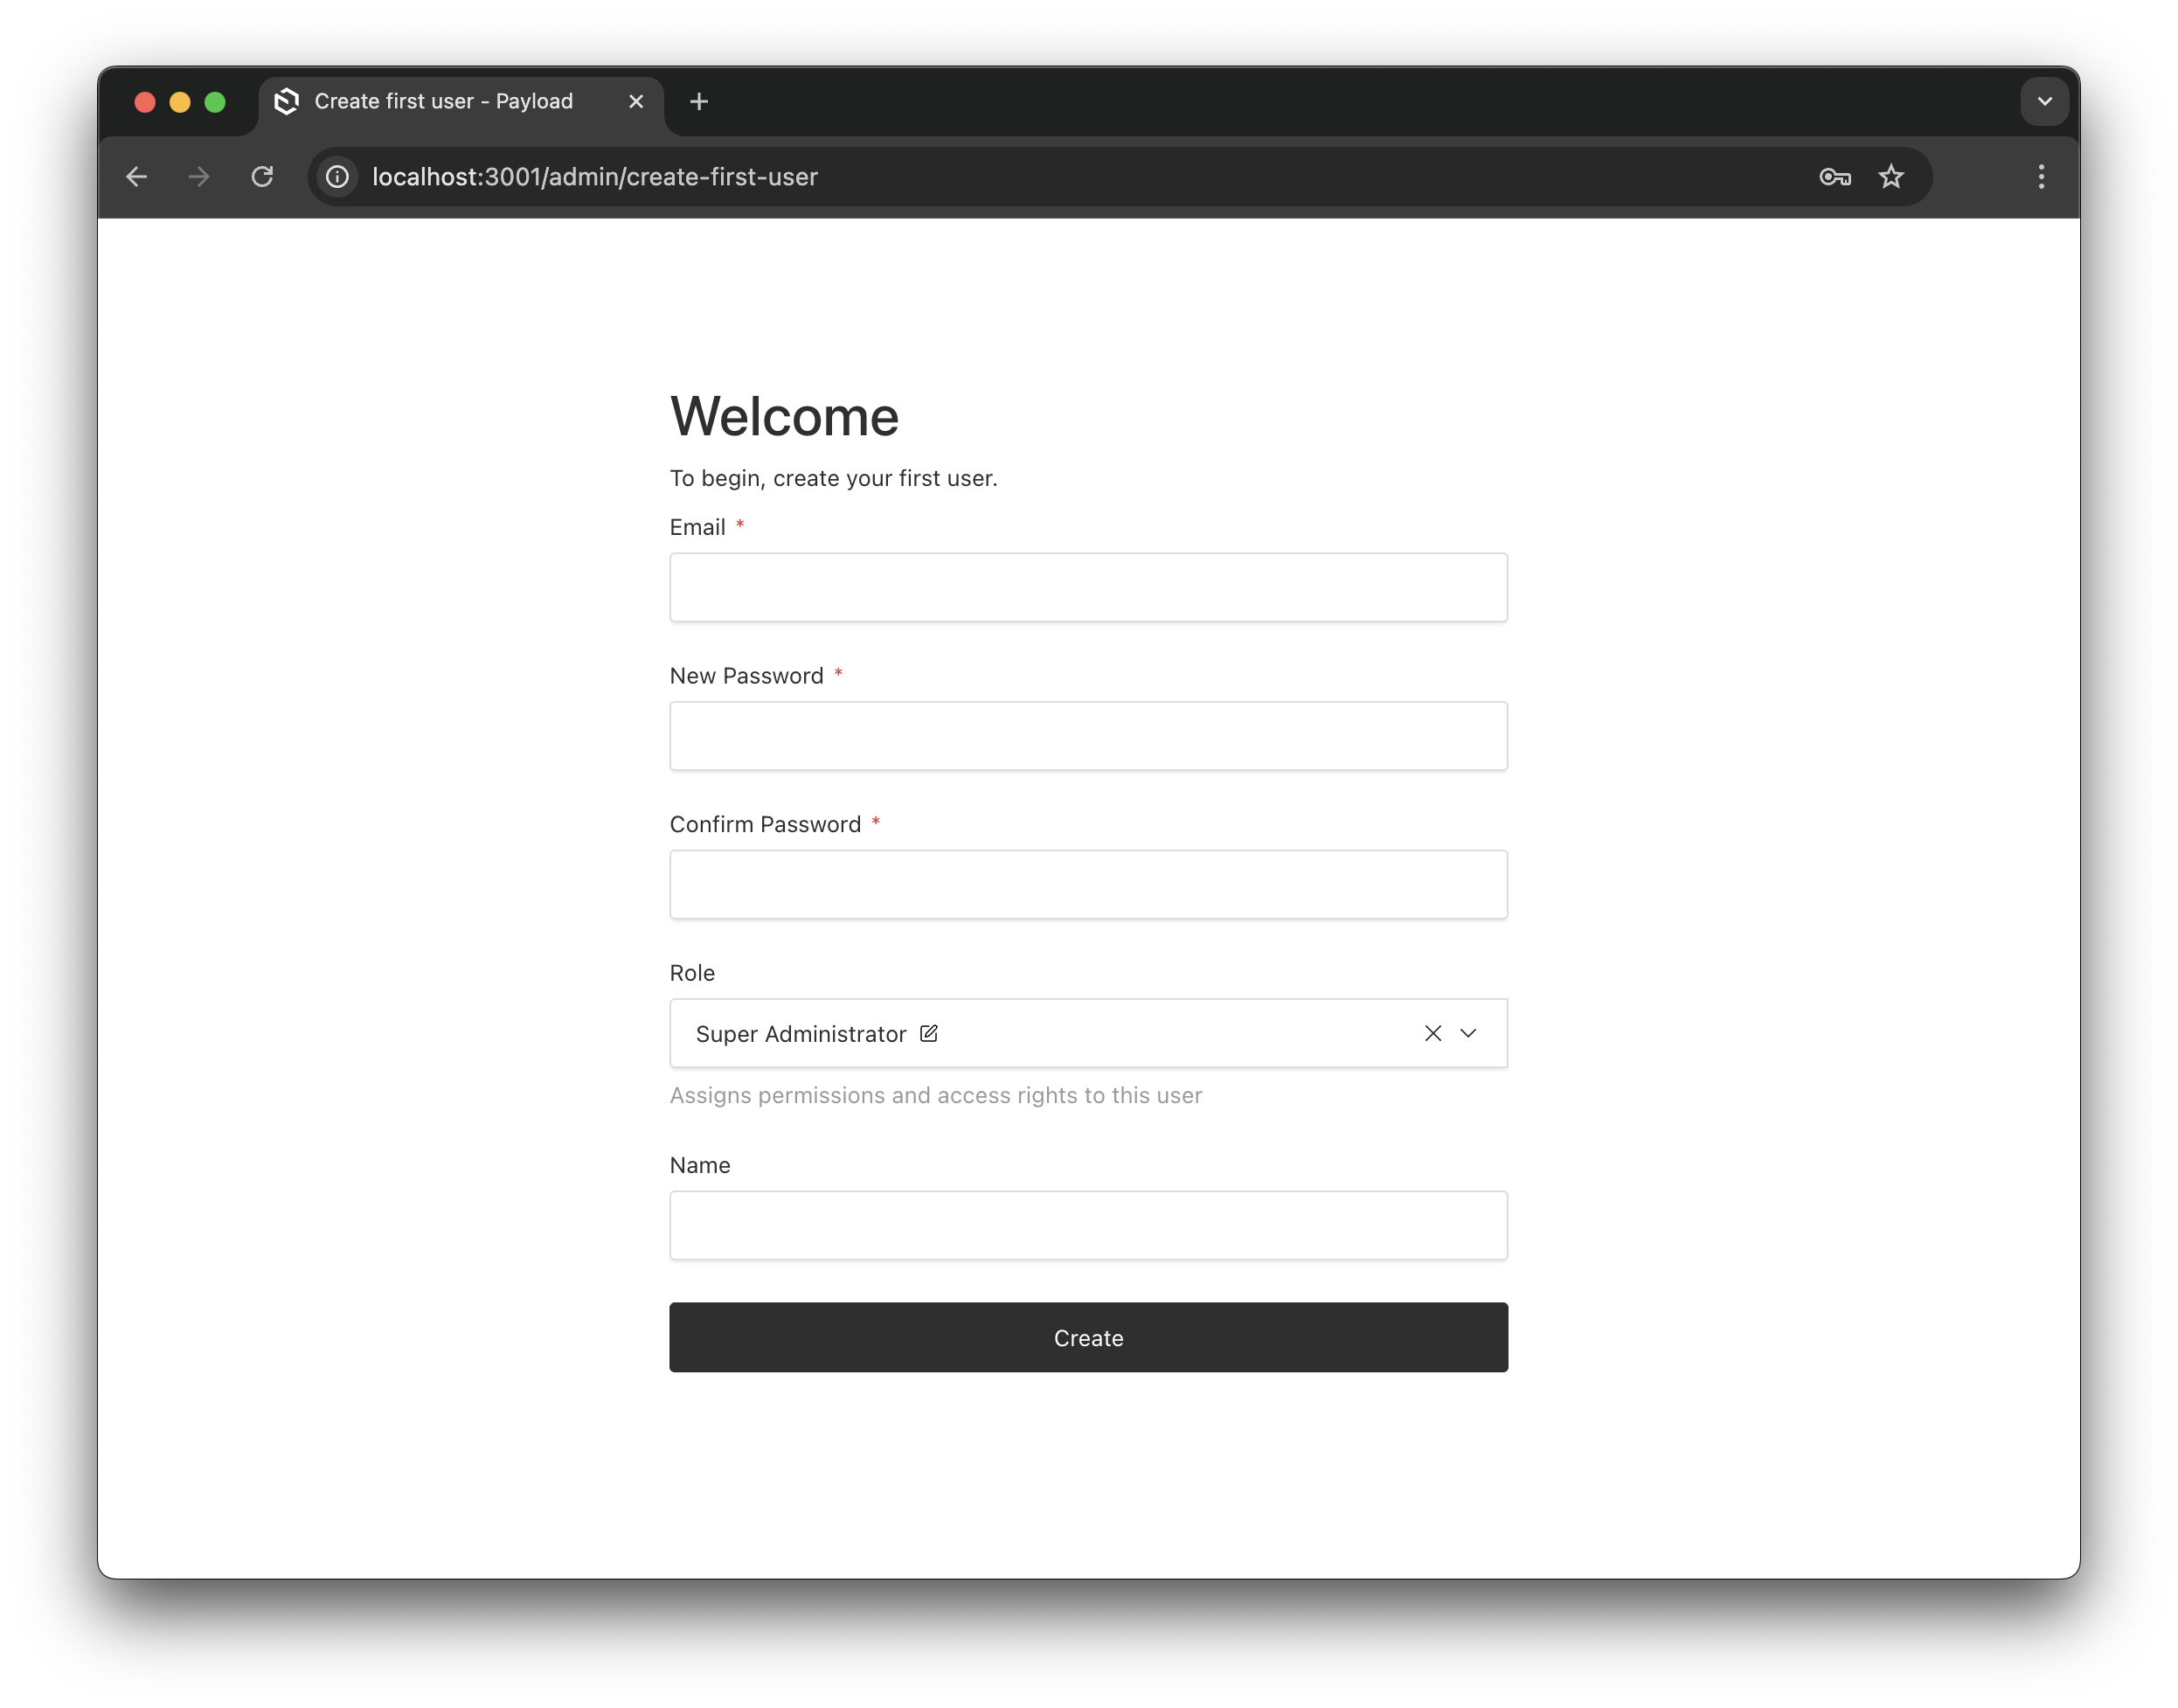 Create first user - Payload
localhost:3001/admin/create-first-user
Welcome
To begin, create your first user.
Email *
New Password *
Confirm Password *
Role
Super Administrator
Assigns permissions and access rights to this user
Name
Create